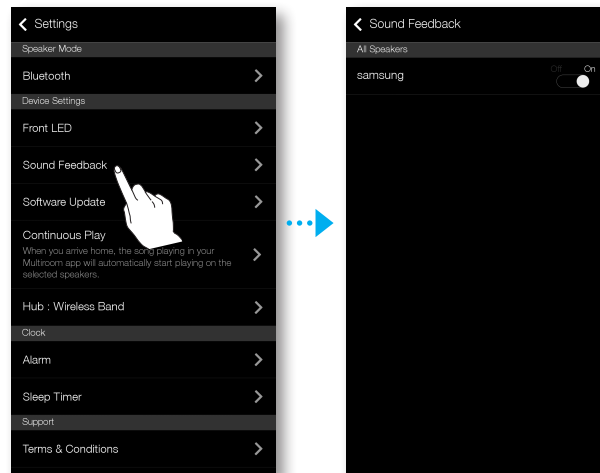 Settings
Speaker Mode
Bluetooth
Device Settings
Front LED
Sound Feedback
Software Update
Continuous Play
When you arrive home, the song playing in your
Multiroom app will automatically start playing on the
selected speakers.
Hub : Wireless Band
Clock
Alarm
Sleep Timer
Support
Terms & Conditions
Sound Feedback
All Speakers
Off On
samsung